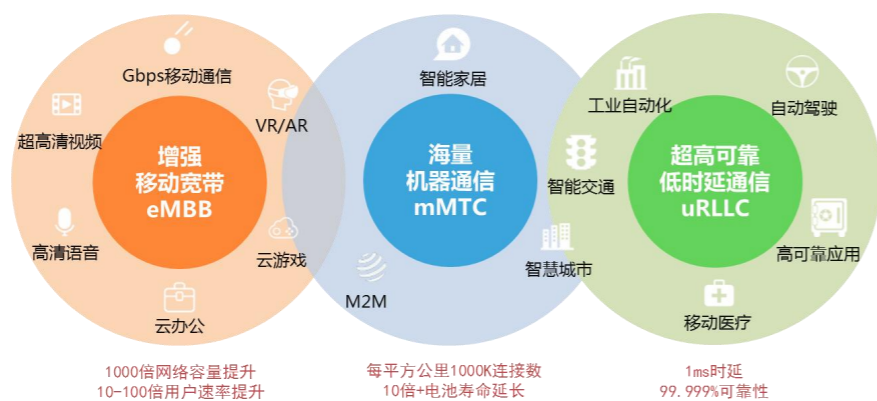 Gbps移动通信
VR/AR
超高清视频
增强
移动宽带
eMBB
高清语音
云游戏
云办公
智能家居
海量
机器通信
mMTC
M2M
智能交通
智慧城市
工业自动化
自动驾驶
超高可靠
低时延通信
uRLLC
高可靠应用
移动医疗
1000倍网络容量提升
10-100倍用户速率提升
每平方公里1000K连接数
10倍+电池寿命延长
1ms时延
99.999%可靠性